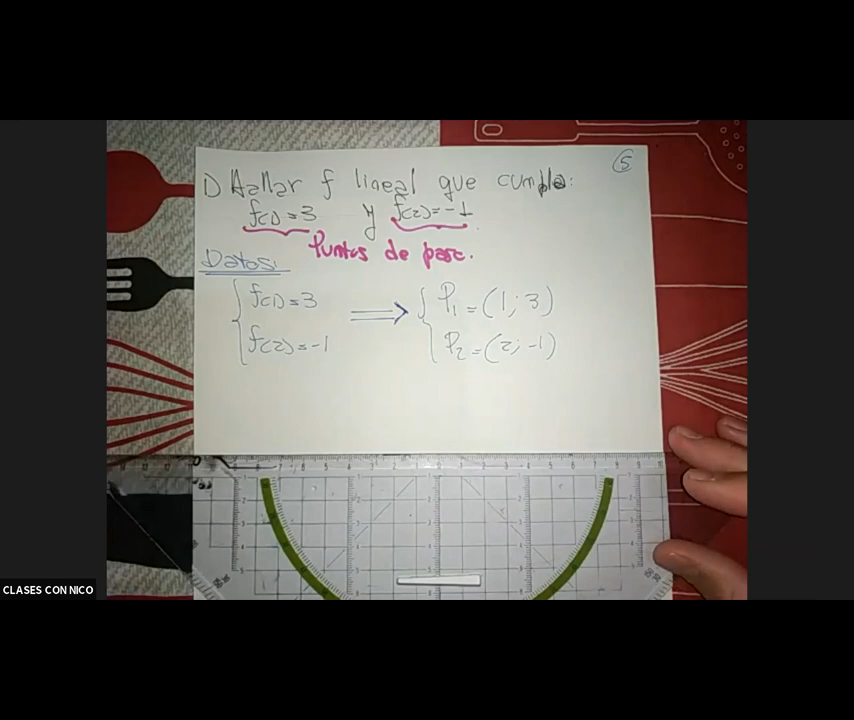 ⑤
1) Hallar f lineal que cumpla:
f(1)=3 y f(2)=-1.
Puntos de paso.
Datos:
f(1)=3 ⟹ P₁=(1; 3)
f(2)=-1 P₂=(2; -1)
CLASES CON NICO